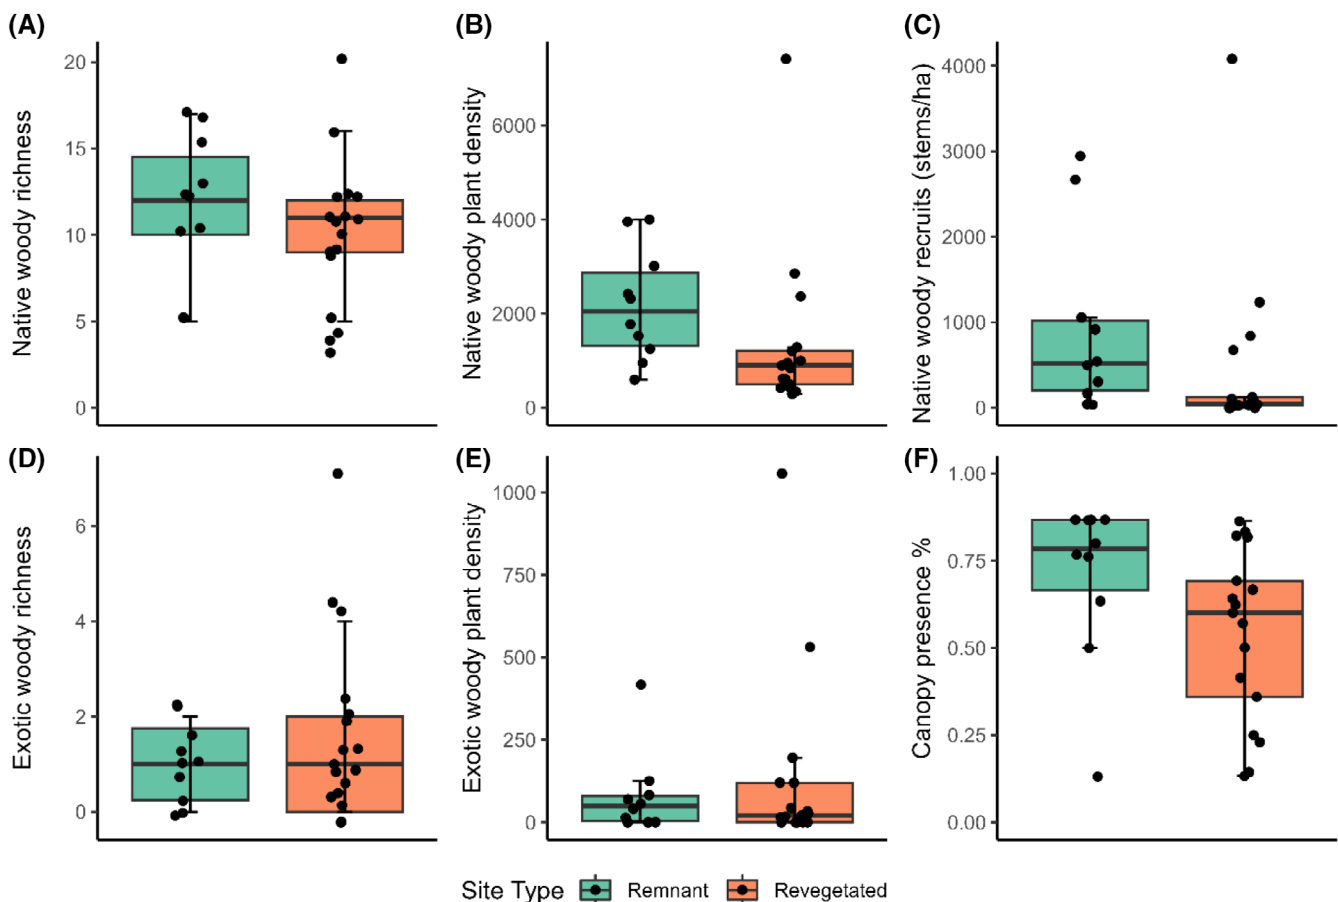 (A)
Native woody richness
20
15
10
5
0
(B)
Native woody plant density
6000
4000
2000
0
(C)
Native woody recruits (stems/ha)
4000
3000
2000
1000
0
(D)
Exotic woody richness
6
4
2
0
(E)
Exotic woody plant density
1000
750
500
250
0
(F)
Canopy presence %
1.00
0.75
0.50
0.25
0.00
Site Type Remnant Revegetated